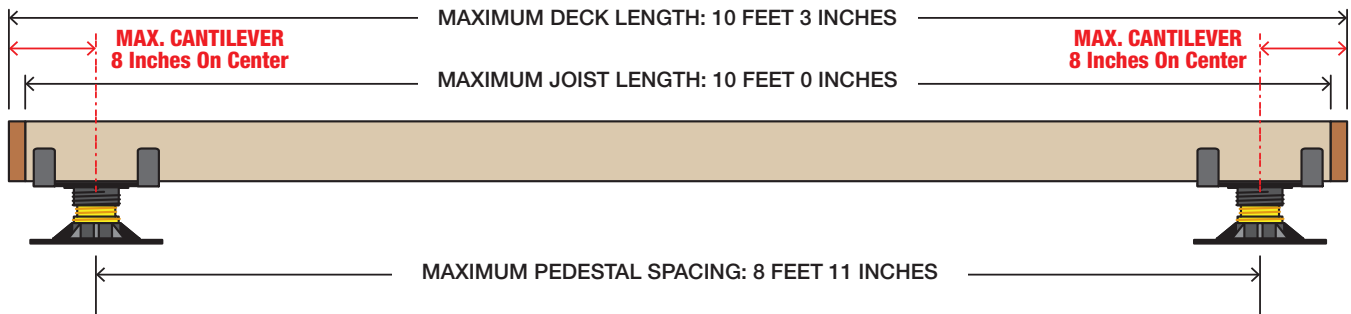 MAXIMUM DECK LENGTH: 10 FEET 3 INCHES
MAX. CANTILEVER
8 Inches On Center
MAX. CANTILEVER
8 Inches On Center
MAXIMUM JOIST LENGTH: 10 FEET 0 INCHES
MAXIMUM PEDESTAL SPACING: 8 FEET 11 INCHES